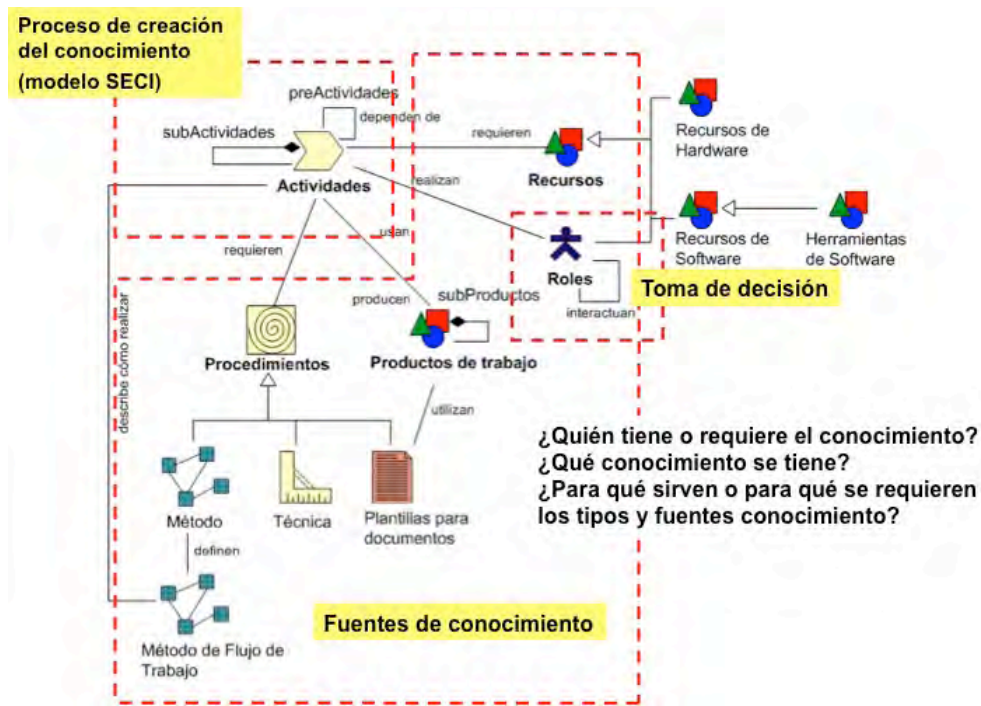 Proceso de creación
del conocimiento
(modelo SECI)
preActividades
dependen de
subActividades
Actividades
requieren
Recursos
realizan
Recursos de
Hardware
Recursos de
Software
Herramientas
de Software
Roles
interactuan
Toma de decisión
requieren
usan
producen
subProductos
describe cómo realizar
Procedimientos
Productos de trabajo
utilizan
Método
Técnica
Plantillas para
documentos
definen
Método de Flujo de
Trabajo
Fuentes de conocimiento
¿Quién tiene o requiere el conocimiento?
¿Qué conocimiento se tiene?
¿Para qué sirven o para qué se requieren
los tipos y fuentes conocimiento?